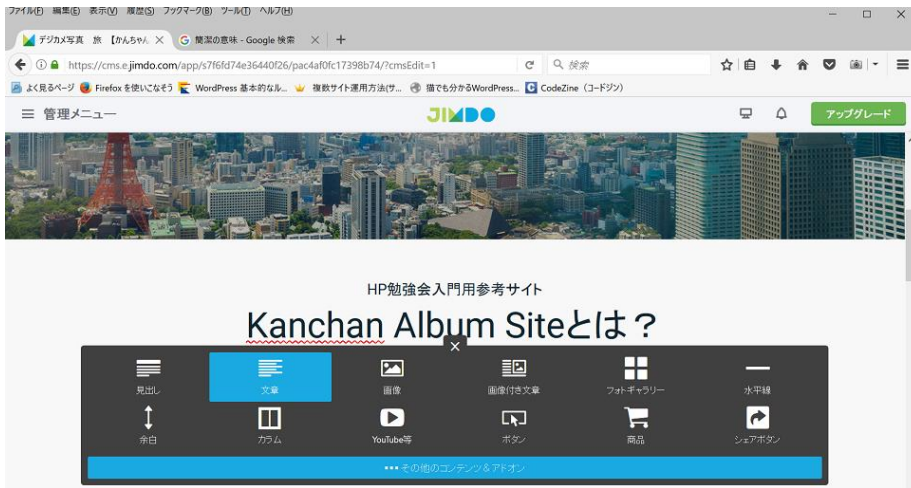 ファイル(F) 編集(E) 表示(V) 履歴(S) ブックマーク(B) ツール(T) ヘルプ(H)
デジカメ写真 旅 【かんちゃん
簡潔の意味 - Google 検索
https://cms.e.jimdo.com/app/s7f6fd74e36440f26/pac4af0fc17398b74/?cmsEdit=1
検索
よく見るページ Firefox を使いこなそう WordPress 基本的なル... 複数サイト運用方法(サ... 猫でも分かるWordPress... CodeZine（コードジン）
管理メニュー JIMDO アップグレード
HP勉強会入門用参考サイト
Kanchan Album Siteとは？
見出し 文章 画像 画像付き文章 フォトギャラリー 水平線
余白 カラム YouTube等 ボタン 商品 シェアボタン
••• その他のコンテンツ＆アドオン